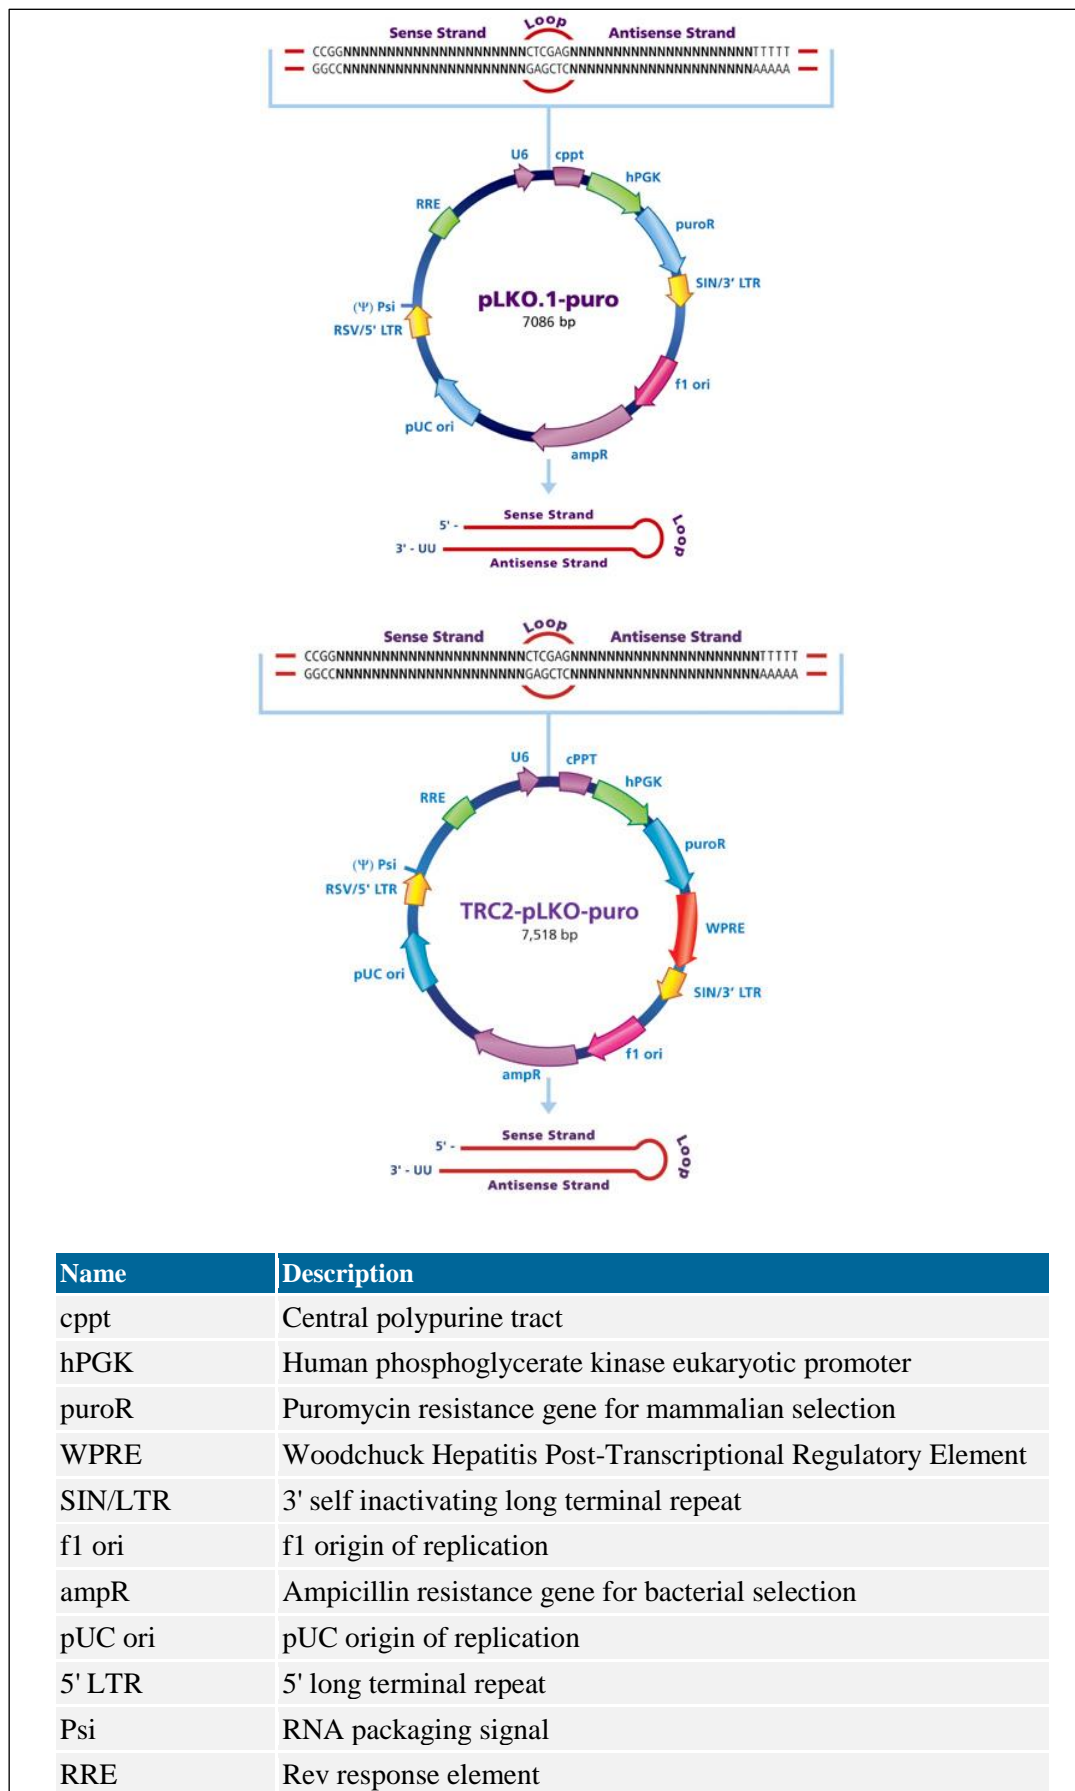 Loop
Sense Strand Antisense Strand
CCGGNNNNNNNNNNNNNNNNNNNNNCTCGAGNNNNNNNNNNNNNNNNNNNNNTTTTT
GGCCNNNNNNNNNNNNNNNNNNNNNGAGCTCNNNNNNNNNNNNNNNNNNNNNAAAAA
U6 cppt
hPGK
RRE
puroR
SIN/3' LTR
pLKO.1-puro
(Ψ) Psi
7086 bp
RSV/5' LTR
f1 ori
pUC ori
ampR
Sense Strand
5' -
Loop
3' - UU
Antisense Strand
Loop
Sense Strand Antisense Strand
CCGGNNNNNNNNNNNNNNNNNNNNNCTCGAGNNNNNNNNNNNNNNNNNNNNNTTTTT
GGCCNNNNNNNNNNNNNNNNNNNNNGAGCTCNNNNNNNNNNNNNNNNNNNNNAAAAA
U6 cPPT
hPGK
RRE
puroR
(Ψ) Psi
RSV/5' LTR
TRC2-pLKO-puro
WPRE
7,518 bp
pUC ori
SIN/3' LTR
f1 ori
ampR
Sense Strand
5' -
Loop
3' - UU
Antisense Strand
Name Description
cppt Central polypurine tract
hPGK Human phosphoglycerate kinase eukaryotic promoter
puroR Puromycin resistance gene for mammalian selection
WPRE Woodchuck Hepatitis Post-Transcriptional Regulatory Element
SIN/LTR 3' self inactivating long terminal repeat
f1 ori f1 origin of replication
ampR Ampicillin resistance gene for bacterial selection
pUC ori pUC origin of replication
5' LTR 5' long terminal repeat
Psi RNA packaging signal
RRE Rev response element